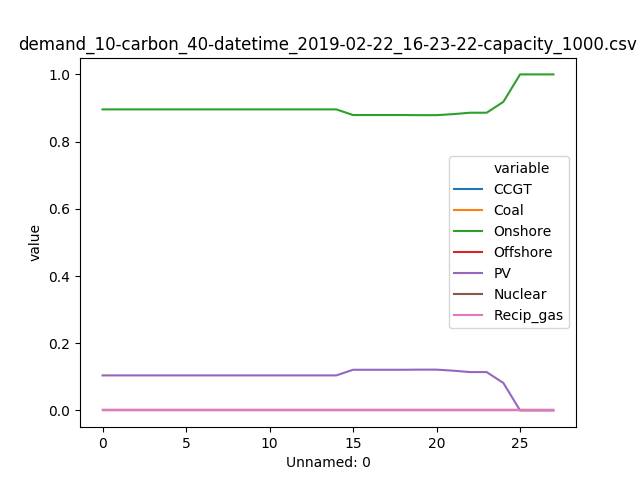 demand_10-carbon_40-datetime_2019-02-22_16-23-22-capacity_1000.csv
1.0
0.8
0.6
0.4
0.2
0.0
value
variable
CCGT
Coal
Onshore
Offshore
PV
Nuclear
Recip_gas
0 5 10 15 20 25
Unnamed: 0